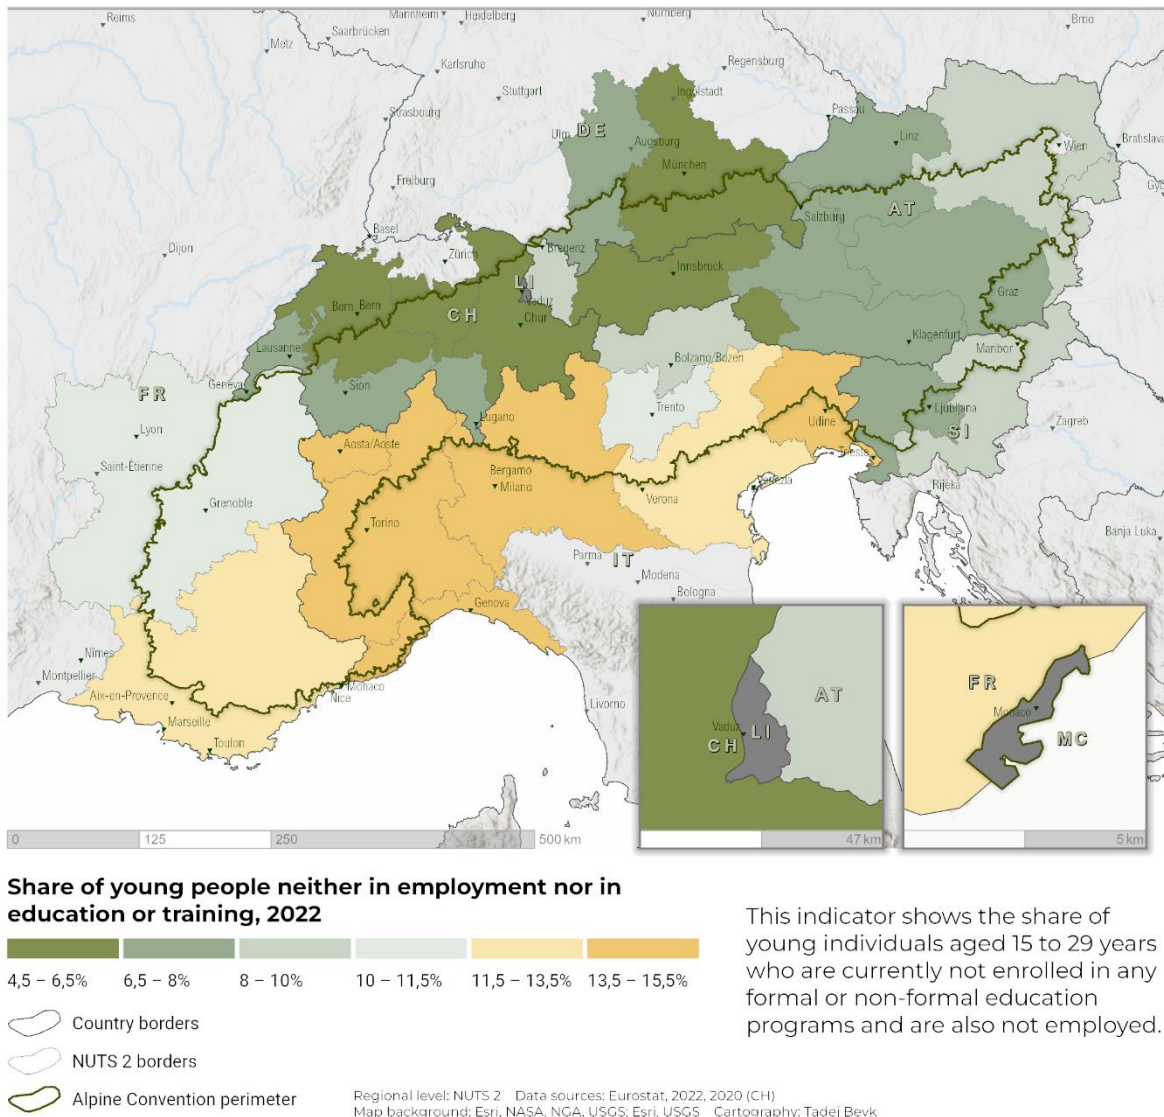 Reims
Mannheim
Heidelberg
Nürnberg
Brno
Saarbrücken
Metz
Karlsruhe
Regensburg
Stuttgart
Ingolstadt
Strasbourg
Passau
Ulm
DE
Augsburg
Linz
Wien
Bratislava
München
Freiburg
Basel
Salzburg
AT
Dijon
Zürich
Bregenz
Innsbruck
LI
Vaduz
Bern
Bern
CH
Chur
Graz
Lausanne
Klagenfurt
Maribor
Bolzano/Bozen
Genève
Sion
FR
Lyon
Lugano
Trento
Udine
Ljubljana
SI
Zagreb
Aosta/Aoste
Trieste
Saint-Étienne
Bergamo
Milano
Verona
Venezia
Rijeka
Grenoble
Torino
Banja Luka
Parma
IT
Modena
Genova
Bologna
Nîmes
Montpellier
Monaco
Nice
Aix-en-Provence
Livorno
Marseille
Toulon
Vaduz
CH
LI
AT
FR
Monaco
MC
0 125 250 500 km
47 km
5 km
Share of young people neither in employment nor in
education or training, 2022
4,5 – 6,5% 6,5 – 8% 8 – 10% 10 – 11,5% 11,5 – 13,5% 13,5 – 15,5%
Country borders
NUTS 2 borders
Alpine Convention perimeter
This indicator shows the share of
young individuals aged 15 to 29 years
who are currently not enrolled in any
formal or non-formal education
programs and are also not employed.
Regional level: NUTS 2 Data sources: Eurostat, 2022, 2020 (CH)
Map background: Esri, NASA, NGA, USGS; Esri, USGS Cartography: Tadej Bevk